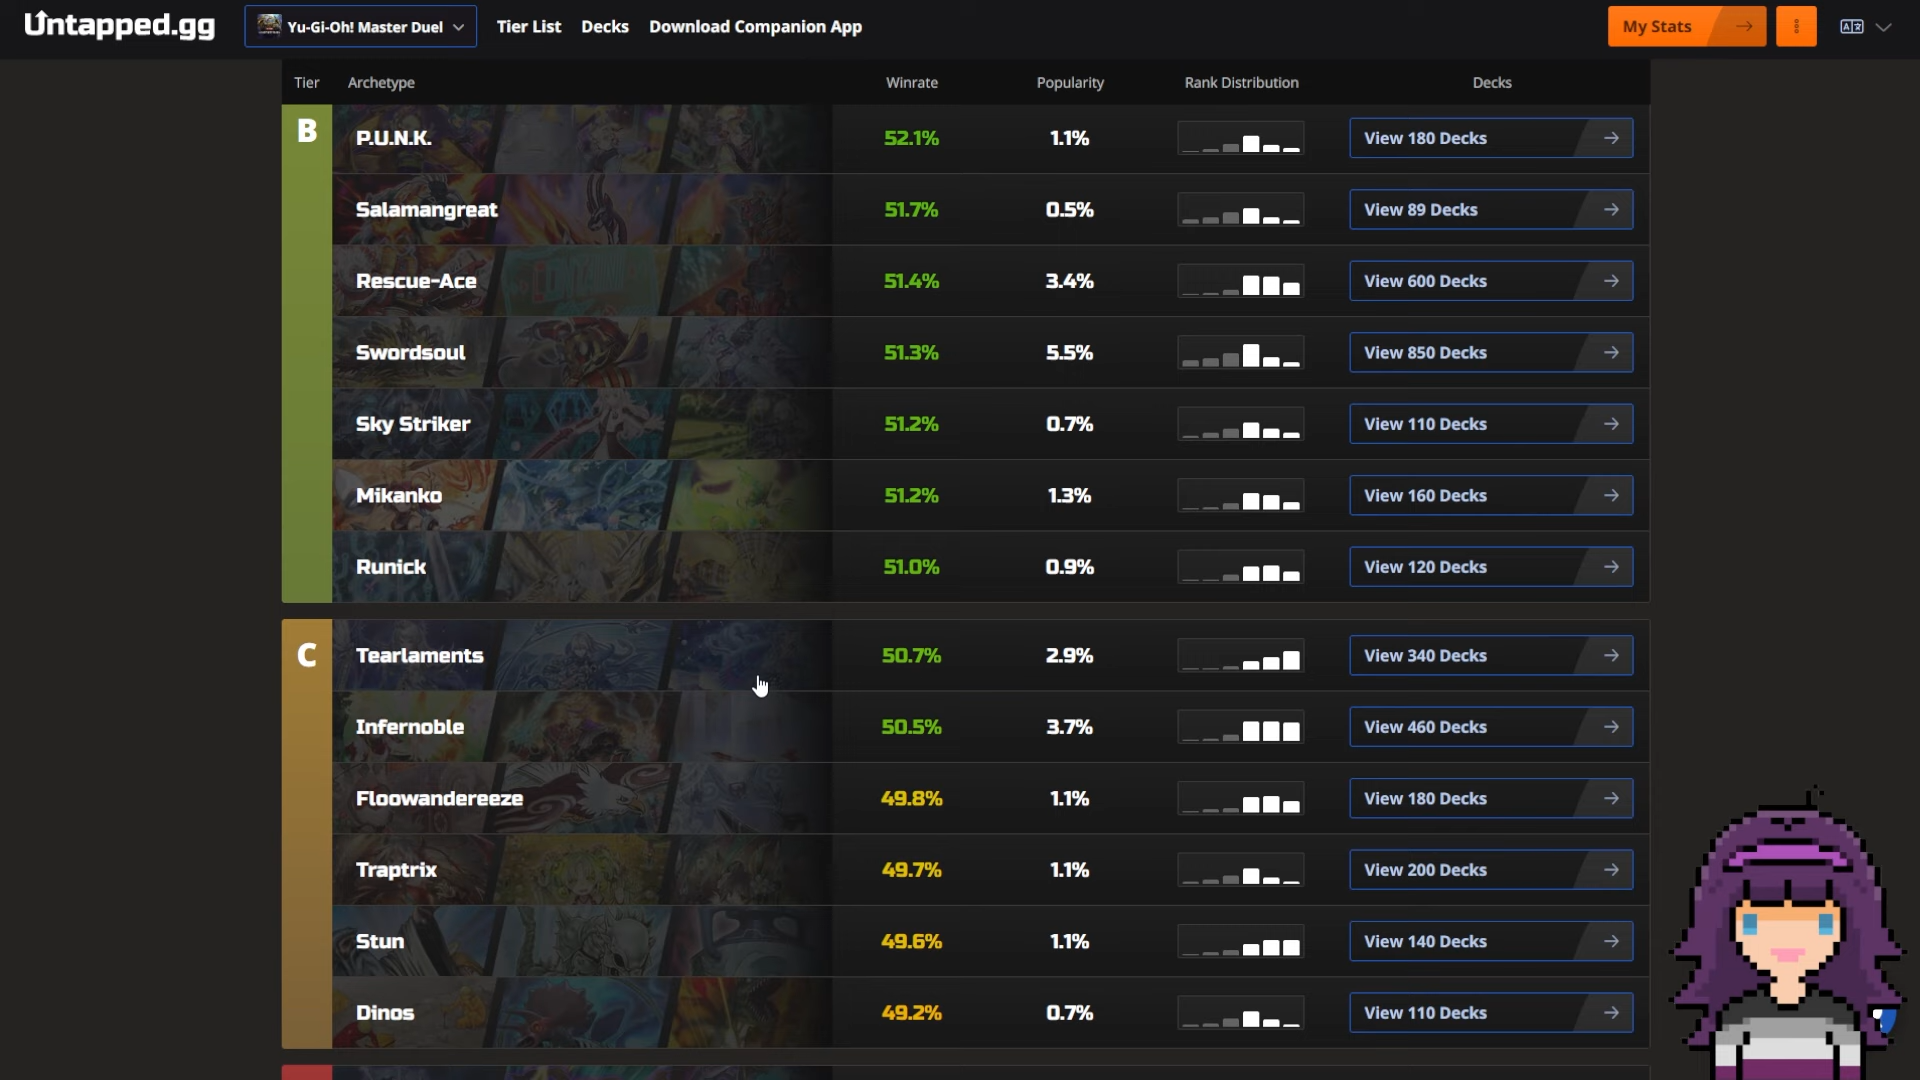 Untapped.gg
Yu-Gi-Oh! Master Duel
Tier List
Decks
Download Companion App
My Stats
Tier Archetype Winrate Popularity Rank Distribution Decks
B
P.U.N.K. 52.1% 1.1% View 180 Decks
Salamangreat 51.7% 0.5% View 89 Decks
Rescue-Ace 51.4% 3.4% View 600 Decks
Swordsoul 51.3% 5.5% View 850 Decks
Sky Striker 51.2% 0.7% View 110 Decks
Mikanko 51.2% 1.3% View 160 Decks
Runick 51.0% 0.9% View 120 Decks
C
Tearlaments 50.7% 2.9% View 340 Decks
Infernoble 50.5% 3.7% View 460 Decks
Floowandereeze 49.8% 1.1% View 180 Decks
Traptrix 49.7% 1.1% View 200 Decks
Stun 49.6% 1.1% View 140 Decks
Dinos 49.2% 0.7% View 110 Decks